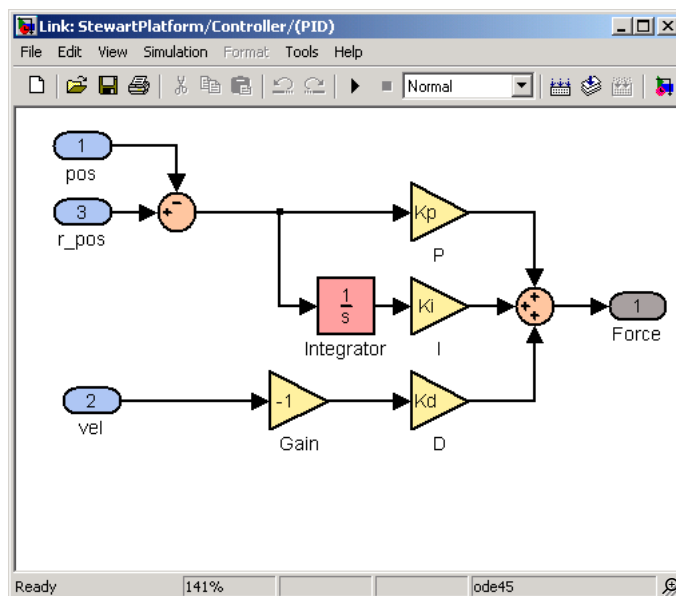 Link: StewartPlatform/Controller/(PID)
File Edit View Simulation Format Tools Help
Normal
1
pos
3
r_pos
+ -
Kp
P
1
s
Integrator
Ki
I
+ + +
1
Force
2
vel
-1
Gain
Kd
D
Ready 141% ode45